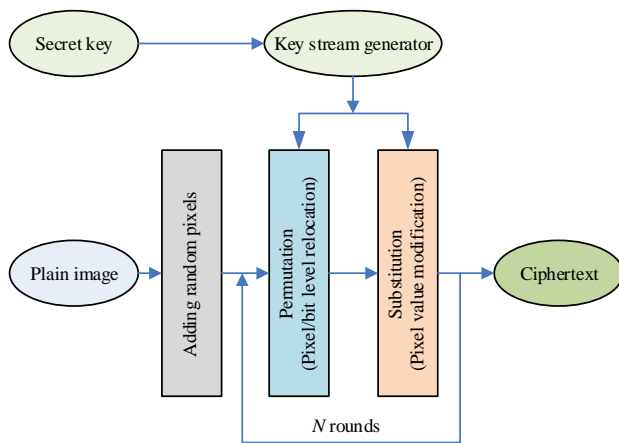 Secret key
Key stream generator
Plain image
Adding random pixels
Permutation
(Pixel/bit level relocation)
Substitution
(Pixel value modification)
Ciphertext
N rounds